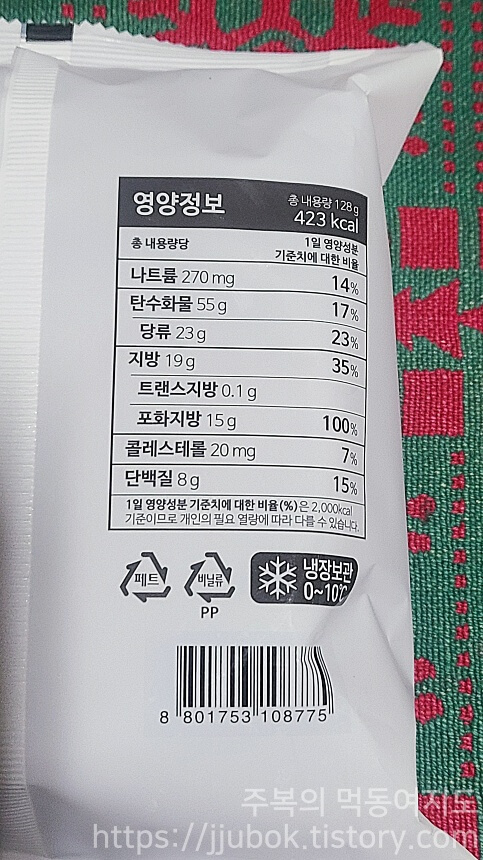 영양정보
총 내용량 128 g
423 kcal
총 내용량당
1일 영양성분
기준치에 대한 비율
나트륨 270 mg 14%
탄수화물 55 g 17%
당류 23 g 23%
지방 19 g 35%
트랜스지방 0.1 g
포화지방 15 g 100%
콜레스테롤 20 mg 7%
단백질 8 g 15%
1일 영양성분 기준치에 대한 비율(%)은 2,000kcal
기준이므로 개인의 필요 열량에 따라 다를 수 있습니다.
페트
비닐류
PP
냉장보관
0~10℃
8 801753 108775
주복의 먹동여지도
https://jjubok.tistory.com